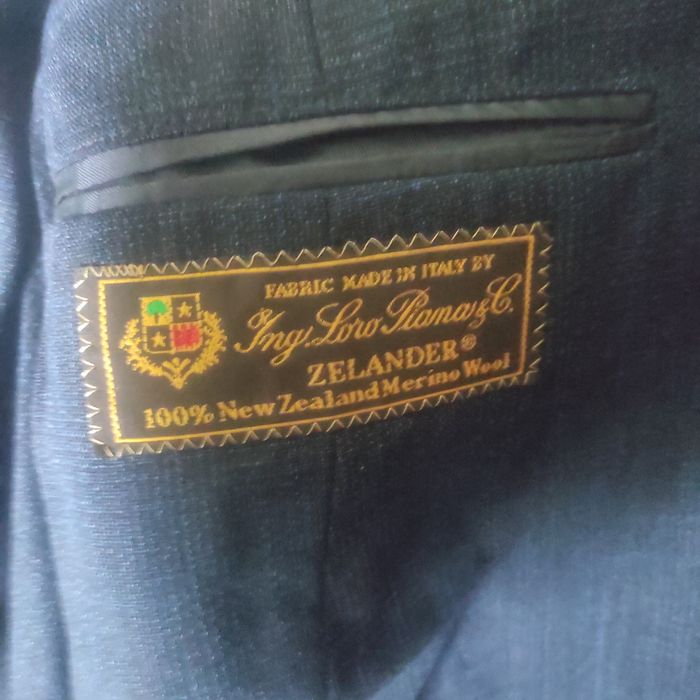 FABRIC MADE IN ITALY BY
Ing. Loro Piana & C.
ZELANDER®
100% New Zealand Merino Wool